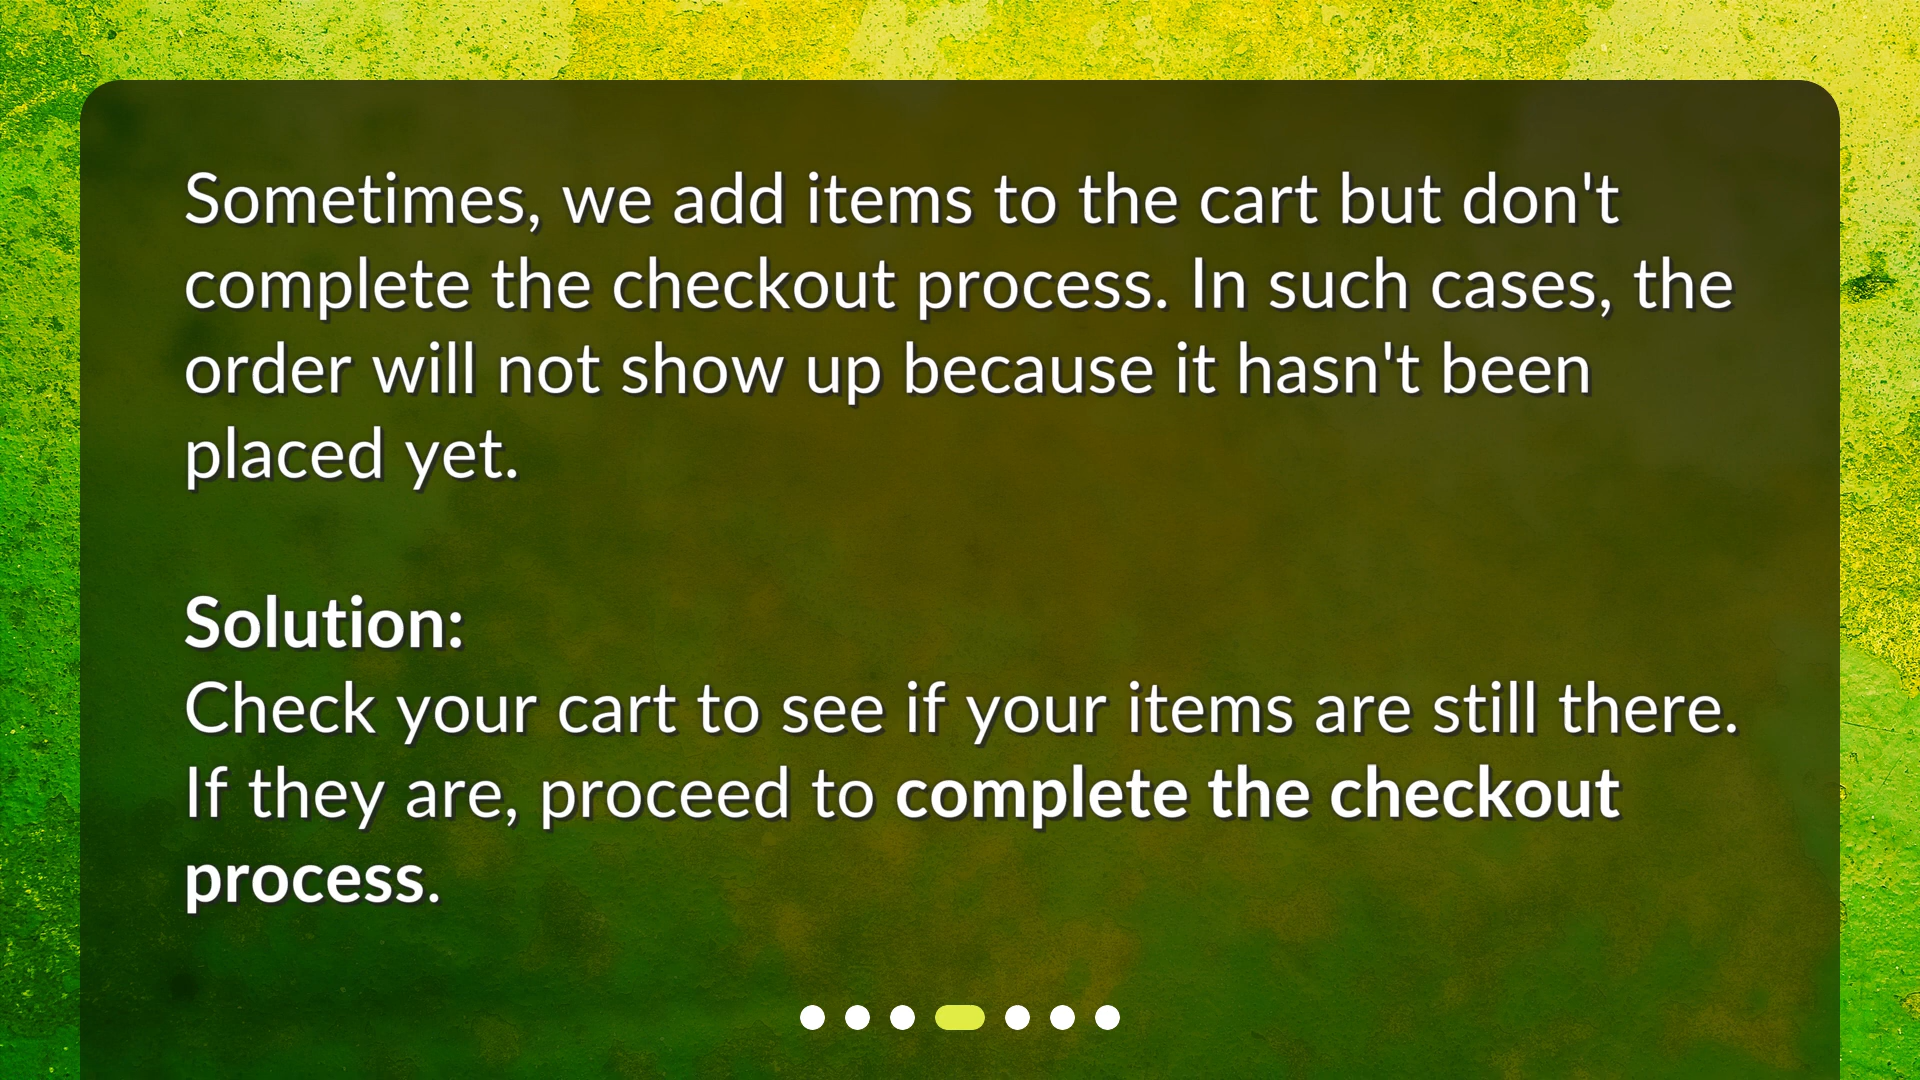 Sometimes, we add items to the cart but don't
complete the checkout process. In such cases, the
order will not show up because it hasn't been
placed yet.
Solution:
Check your cart to see if your items are still there.
If they are, proceed to complete the checkout
process.